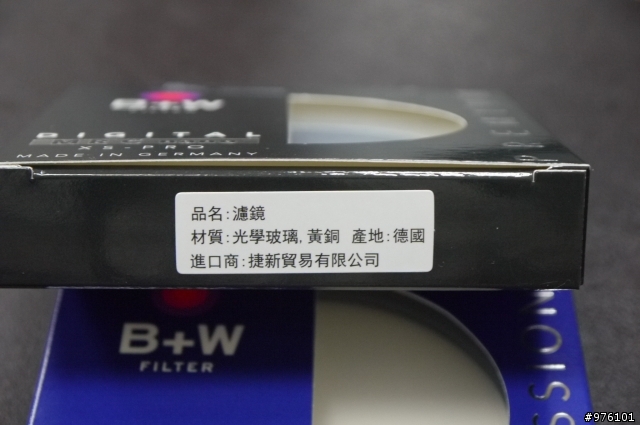 B+W
FILTER
DIGITAL
XS-PRO
MADE IN GERMANY
品名:濾鏡
材質:光學玻璃,黃銅 產地:德國
進口商:捷新貿易有限公司
B+W
FILTER
#976101